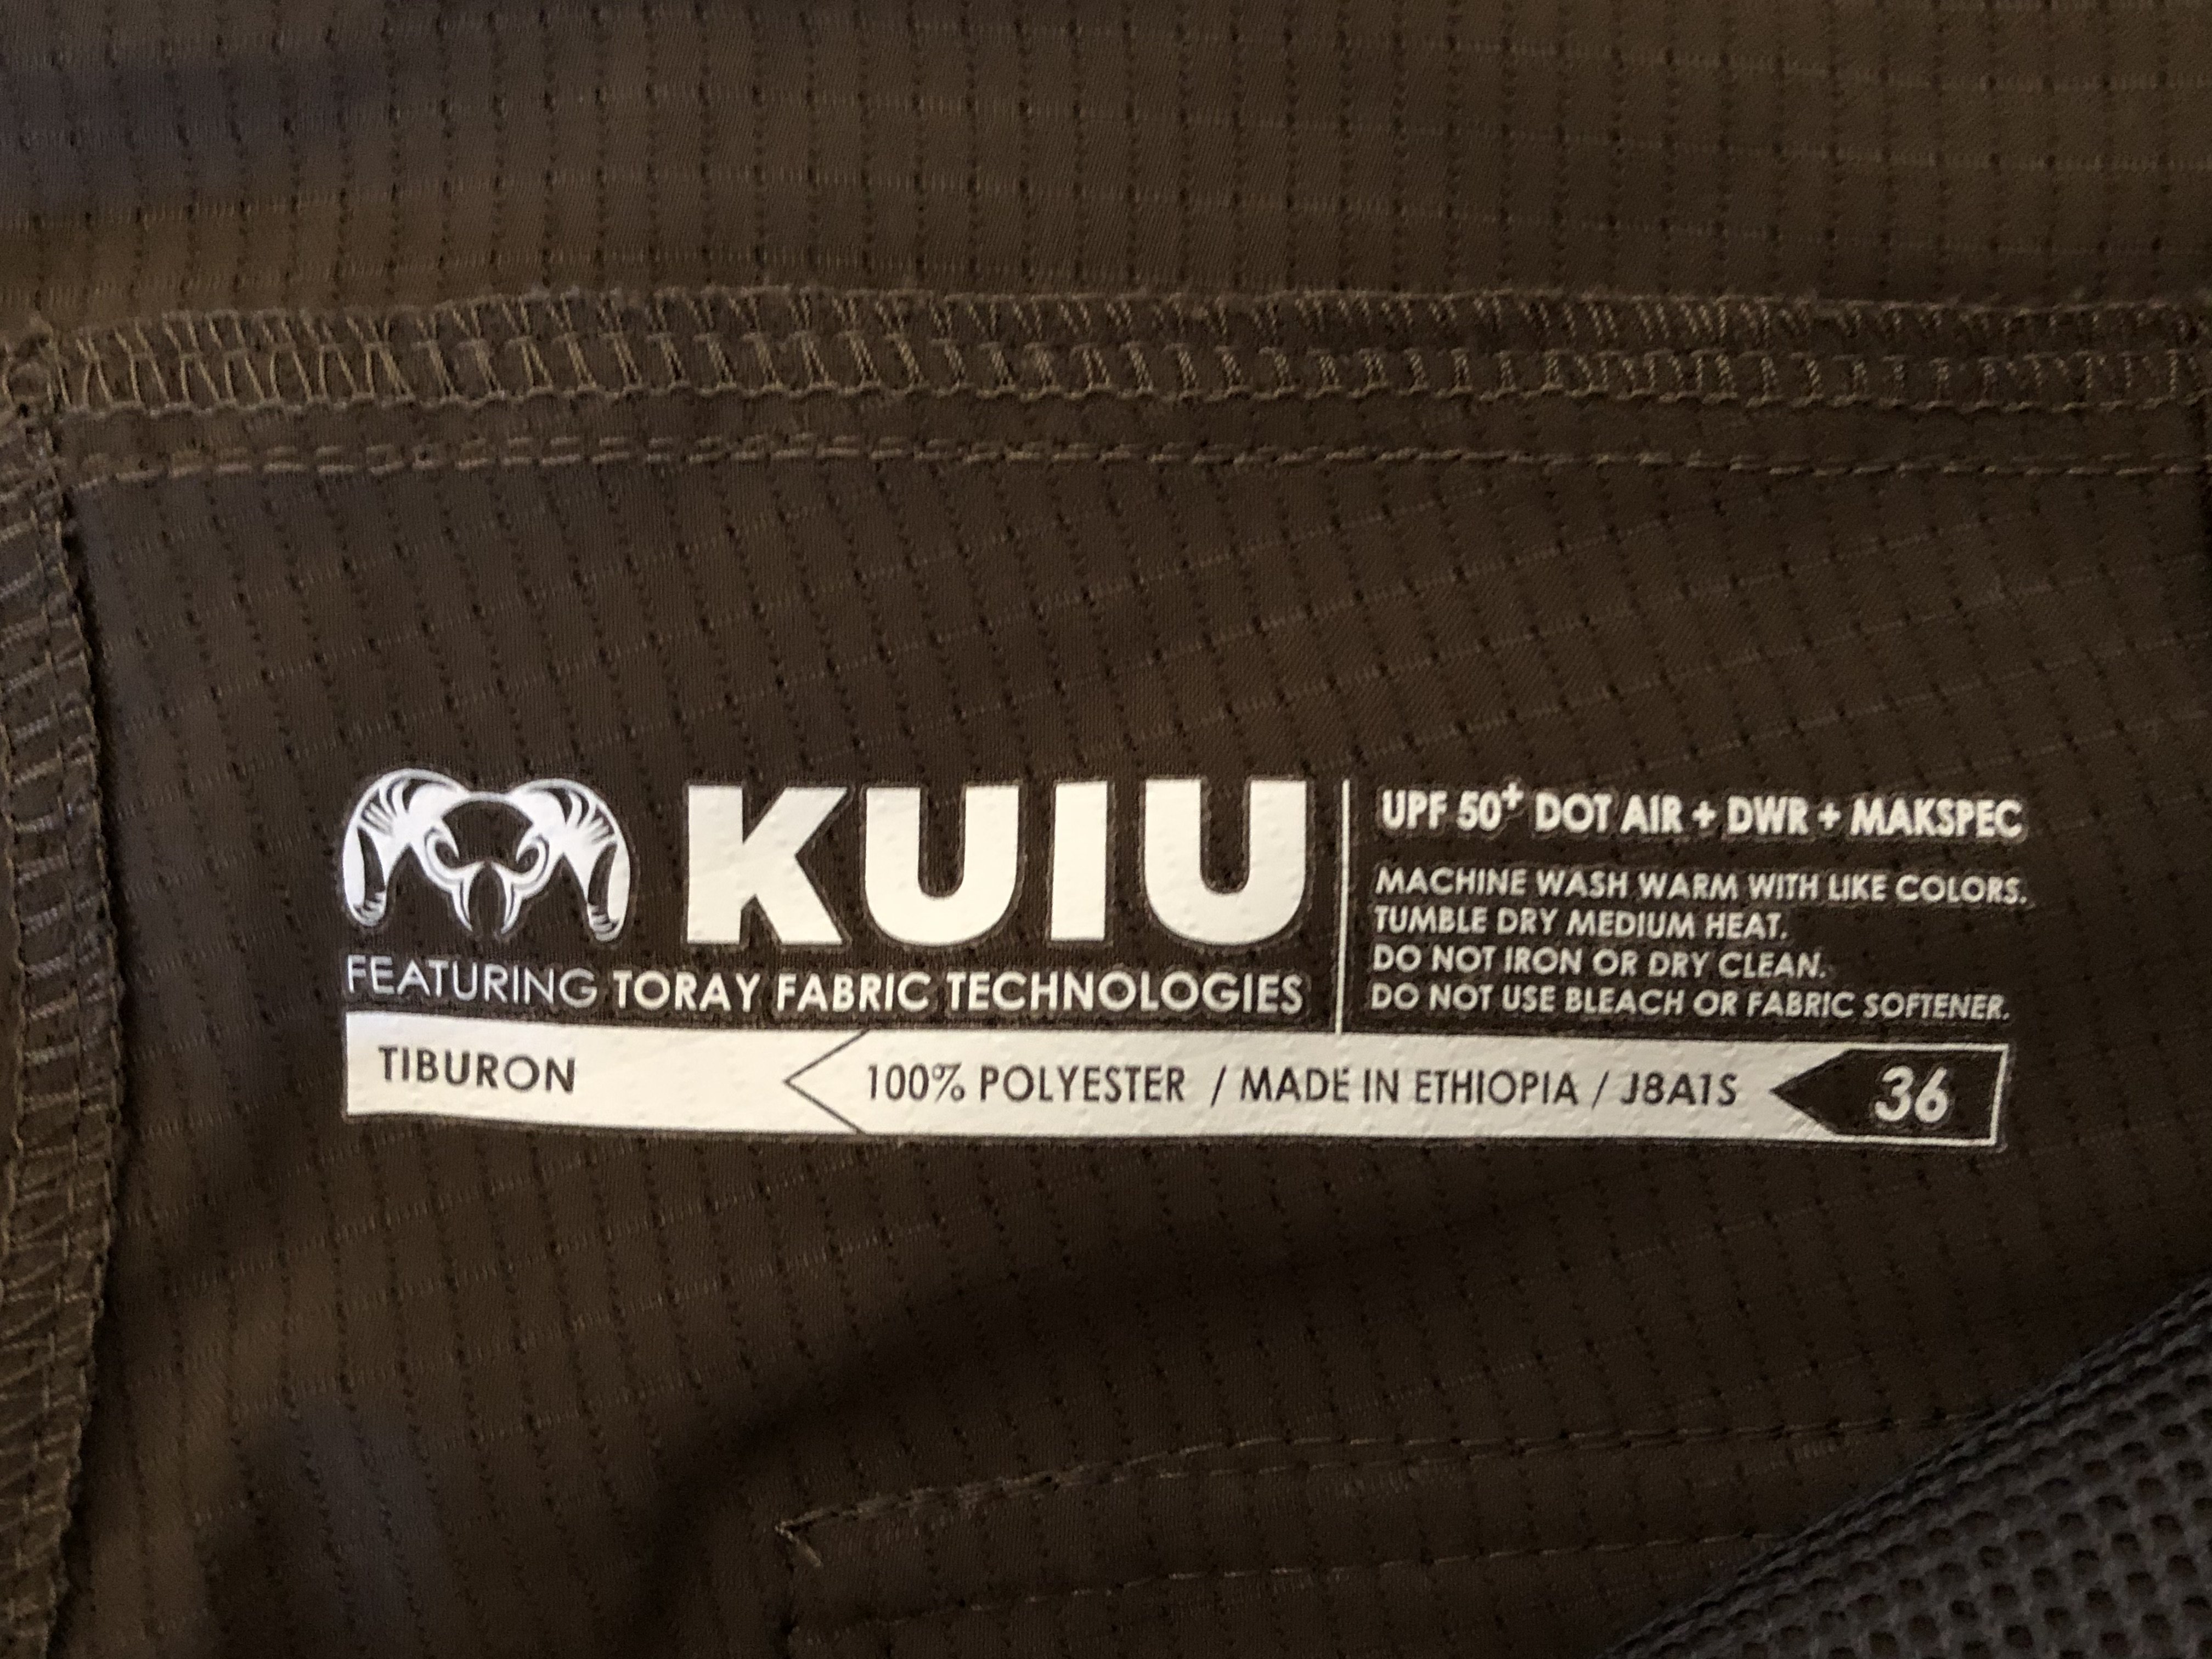 KUIU
FEATURING TORAY FABRIC TECHNOLOGIES
UPF 50+ DOT AIR + DWR + MAKSPEC
MACHINE WASH WARM WITH LIKE COLORS.
TUMBLE DRY MEDIUM HEAT.
DO NOT IRON OR DRY CLEAN.
DO NOT USE BLEACH OR FABRIC SOFTENER.
TIBURON
100% POLYESTER / MADE IN ETHIOPIA / J8A1S
36